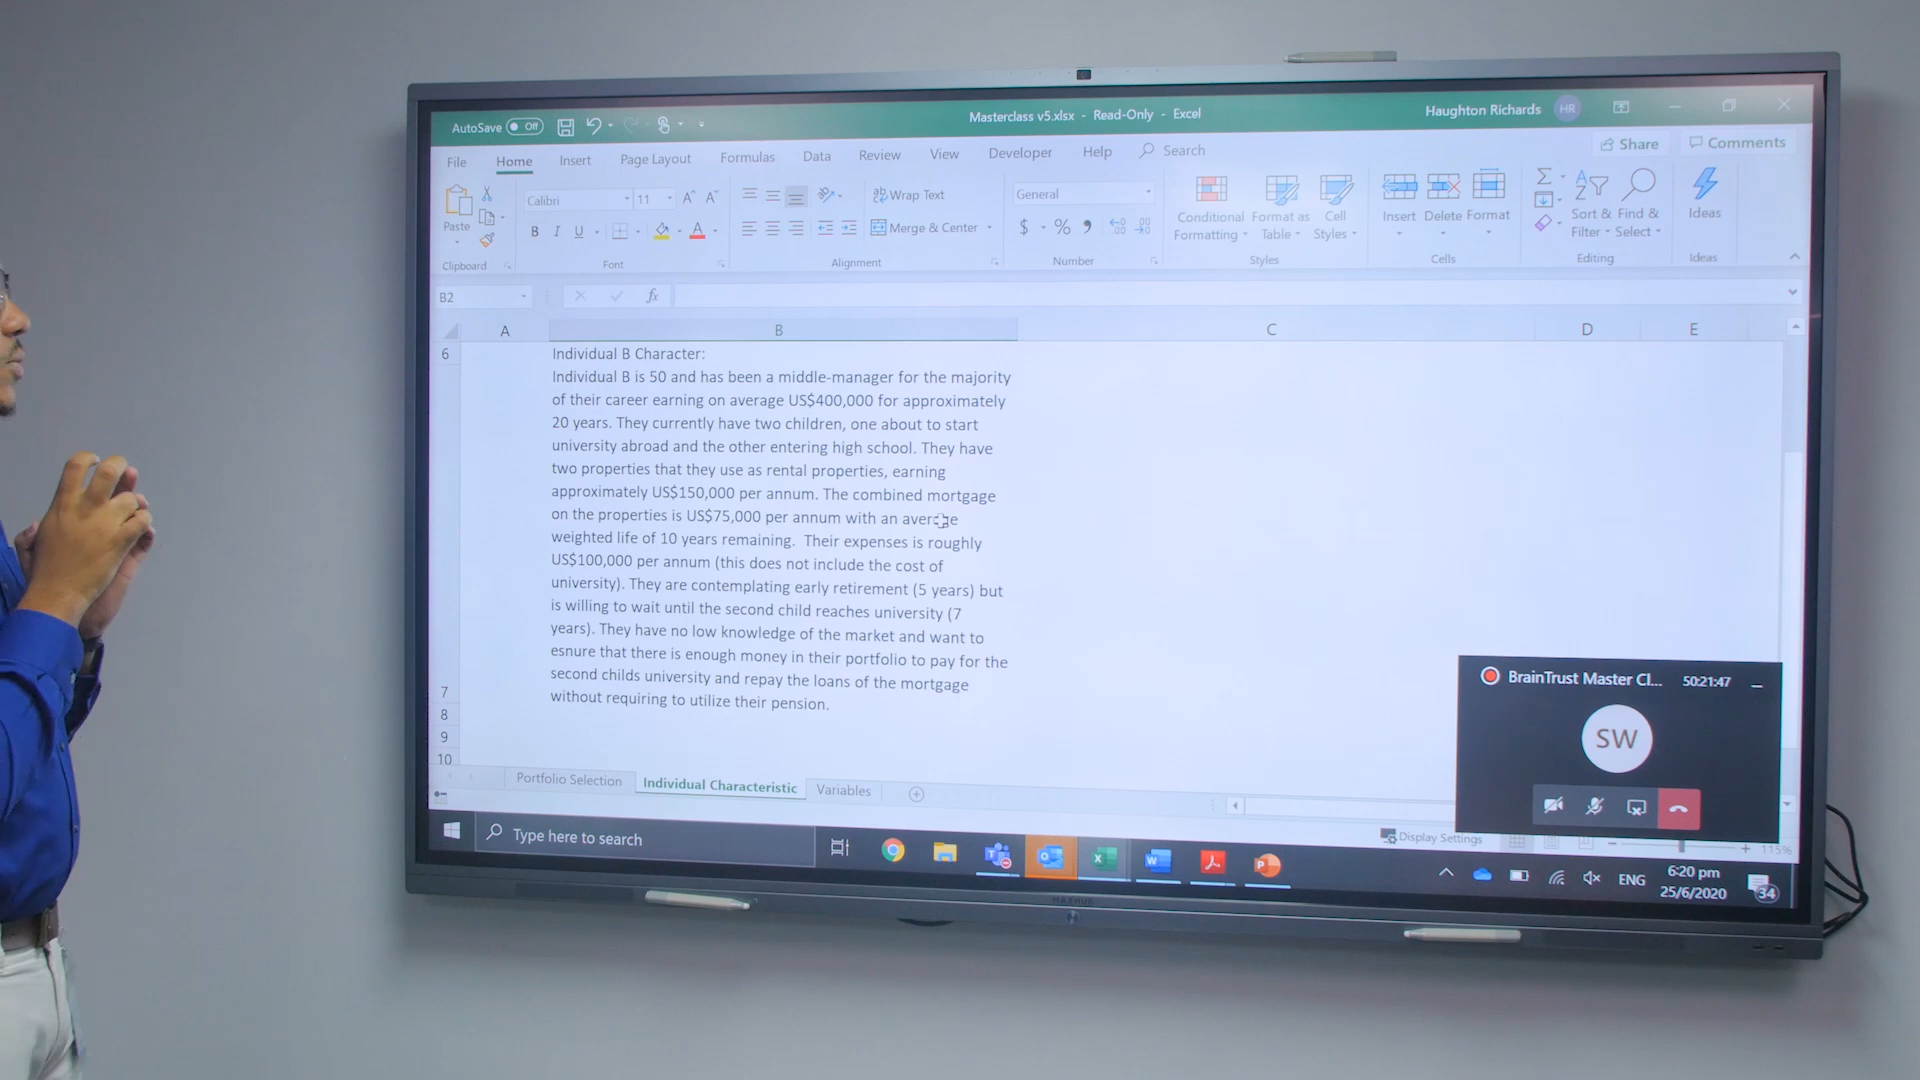 AutoSave Off
Masterclass v5.xlsx - Read-Only - Excel
Haughton Richards HR
File Home Insert Page Layout Formulas Data Review View Developer Help Search
Share Comments
Calibri 11
Wrap Text
General
Paste
B I U
Merge & Center
$ % ,
Conditional Formatting
Format as Table
Cell Styles
Insert Delete Format
Sort & Filter
Find & Select
Ideas
Clipboard Font Alignment Number Styles Cells Editing Ideas
B2
fx
A B C D E
6
Individual B Character:
Individual B is 50 and has been a middle-manager for the majority
of their career earning on average US$400,000 for approximately
20 years. They currently have two children, one about to start
university abroad and the other entering high school. They have
two properties that they use as rental properties, earning
approximately US$150,000 per annum. The combined mortgage
on the properties is US$75,000 per annum with an average
weighted life of 10 years remaining. Their expenses is roughly
US$100,000 per annum (this does not include the cost of
university). They are contemplating early retirement (5 years) but
is willing to wait until the second child reaches university (7
years). They have no low knowledge of the market and want to
esnure that there is enough money in their portfolio to pay for the
second childs university and repay the loans of the mortgage
without requiring to utilize their pension.
7
8
9
10
BrainTrust Master Cl... 50:21:47
SW
Portfolio Selection Individual Characteristic Variables
Display Settings
115%
Type here to search
ENG
6:20 pm
25/6/2020
34